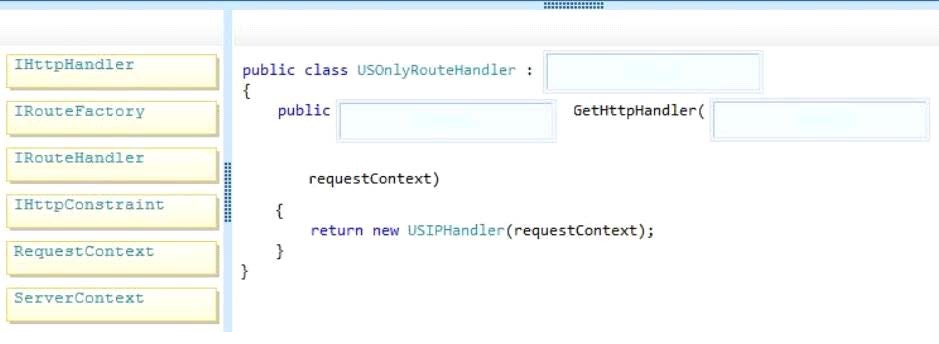 IHttpHandler
IRouteFactory
IRouteHandler
IHttpConstraint
RequestContext
ServerContext
public class USOnlyRouteHandler :
{
public GetHttpHandler(
requestContext)
{
return new USIPHandler(requestContext);
}
}